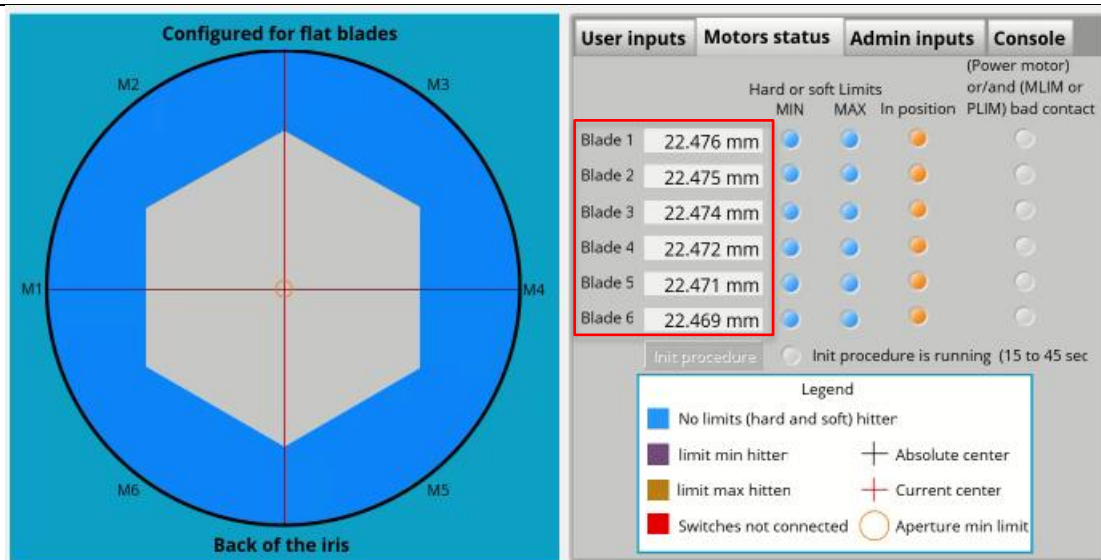 Configured for flat blades
M2
M3
M1
M4
M6
M5
Back of the iris
User inputs Motors status Admin inputs Console
(Power motor)
Hard or soft Limits or/and (MLIM or
MIN MAX In position PLIM) bad contact
Blade 1 22.476 mm
Blade 2 22.475 mm
Blade 3 22.474 mm
Blade 4 22.472 mm
Blade 5 22.471 mm
Blade 6 22.469 mm
Init procedure Init procedure is running (15 to 45 sec
Legend
No limits (hard and soft) hitter
limit min hitter Absolute center
limit max hitten Current center
Switches not connected Aperture min limit